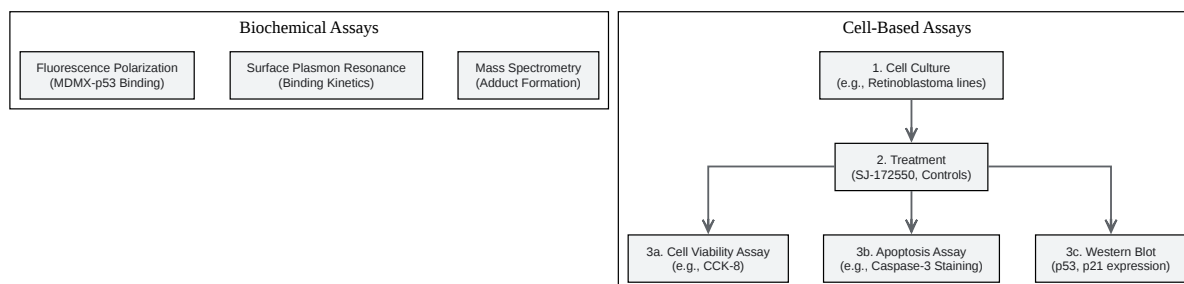 Biochemical Assays
Fluorescence Polarization
(MDMX-p53 Binding)
Surface Plasmon Resonance
(Binding Kinetics)
Mass Spectrometry
(Adduct Formation)
Cell-Based Assays
1. Cell Culture
(e.g., Retinoblastoma lines)
2. Treatment
(SJ-172550, Controls)
3a. Cell Viability Assay
(e.g., CCK-8)
3b. Apoptosis Assay
(e.g., Caspase-3 Staining)
3c. Western Blot
(p53, p21 expression)